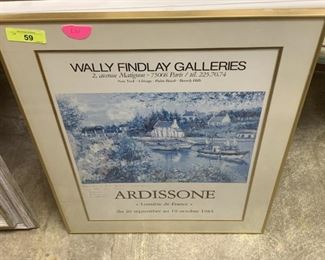 59
WALLY FINDLAY GALLERIES
2, avenue Matignon - 75008 Paris / tél. 225.70.74
New York - Chicago - Palm Beach - Beverly Hills
ARDISSONE
« Lumière de France »
du 20 septembre au 19 octobre